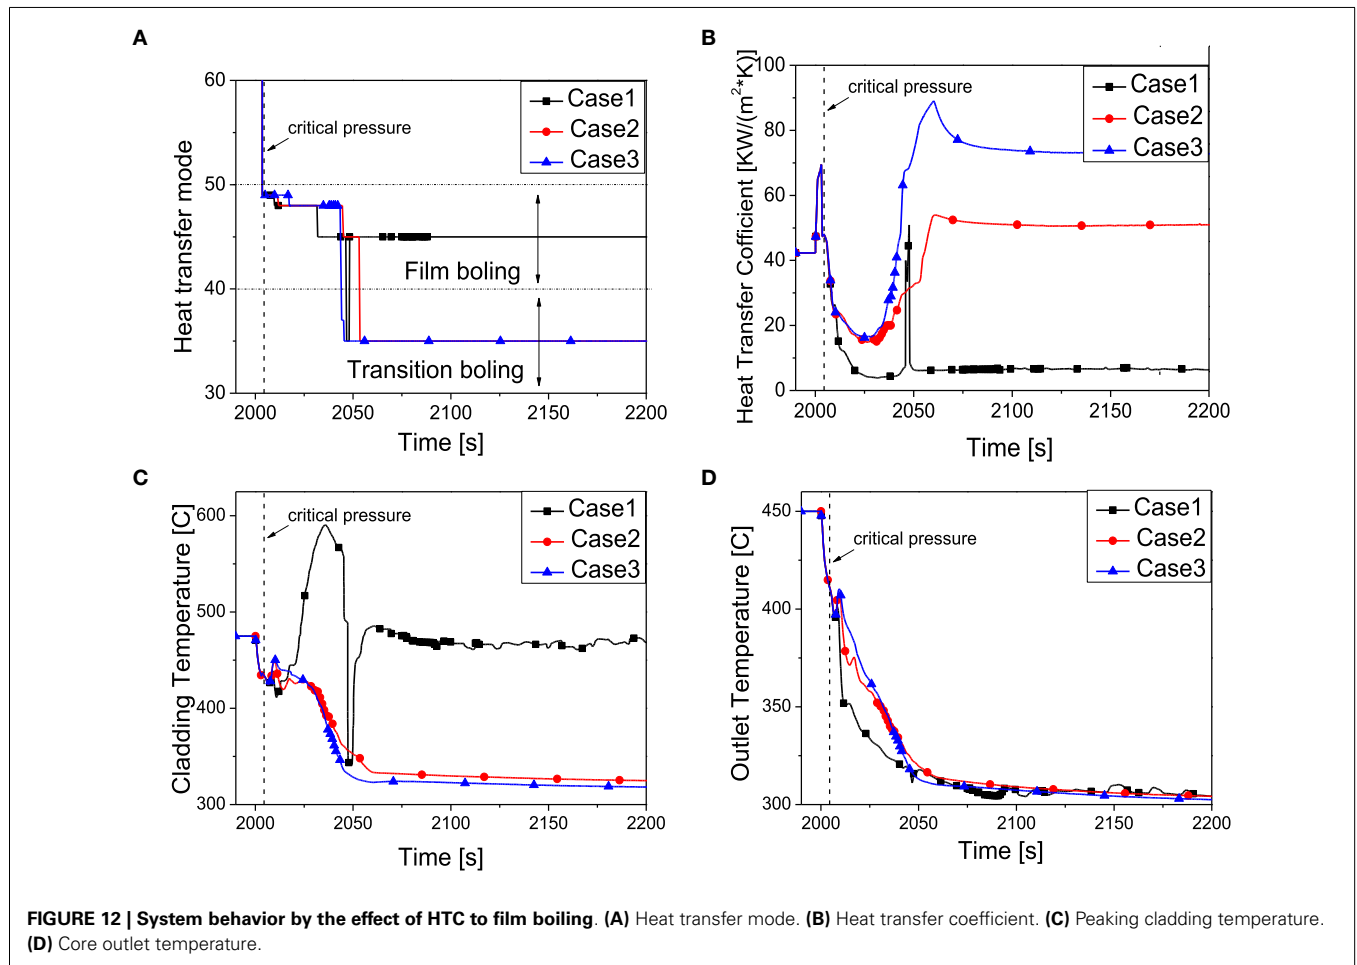 A
Heat transfer mode
60
50
40
30
critical pressure
Case1
Case2
Case3
Film boling
Transition boling
2000 2050 2100 2150 2200
Time [s]
B
Heat Transfer Cofficient [KW/(m²*K)]
100
80
60
40
20
0
critical pressure
Case1
Case2
Case3
2000 2050 2100 2150 2200
Time [s]
C
Cladding Temperature [C]
600
500
400
300
critical pressure
Case1
Case2
Case3
2000 2050 2100 2150 2200
Time [s]
D
Outlet Temperature [C]
450
400
350
300
critical pressure
Case1
Case2
Case3
2000 2050 2100 2150 2200
Time [s]
FIGURE 12 | System behavior by the effect of HTC to film boiling. (A) Heat transfer mode. (B) Heat transfer coefficient. (C) Peaking cladding temperature.
(D) Core outlet temperature.